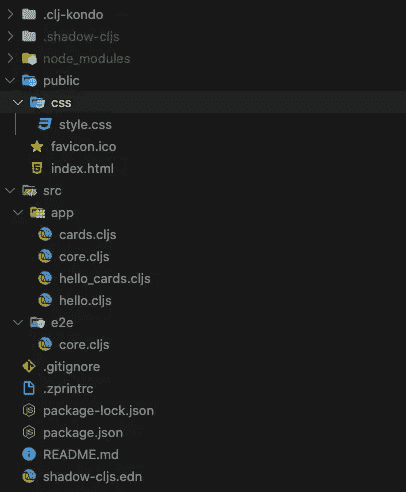 .clj-kondo
.shadow-cljs
node_modules
public
css
style.css
favicon.ico
index.html
src
app
cards.cljs
core.cljs
hello_cards.cljs
hello.cljs
e2e
core.cljs
.gitignore
.zprintrc
package-lock.json
package.json
README.md
shadow-cljs.edn